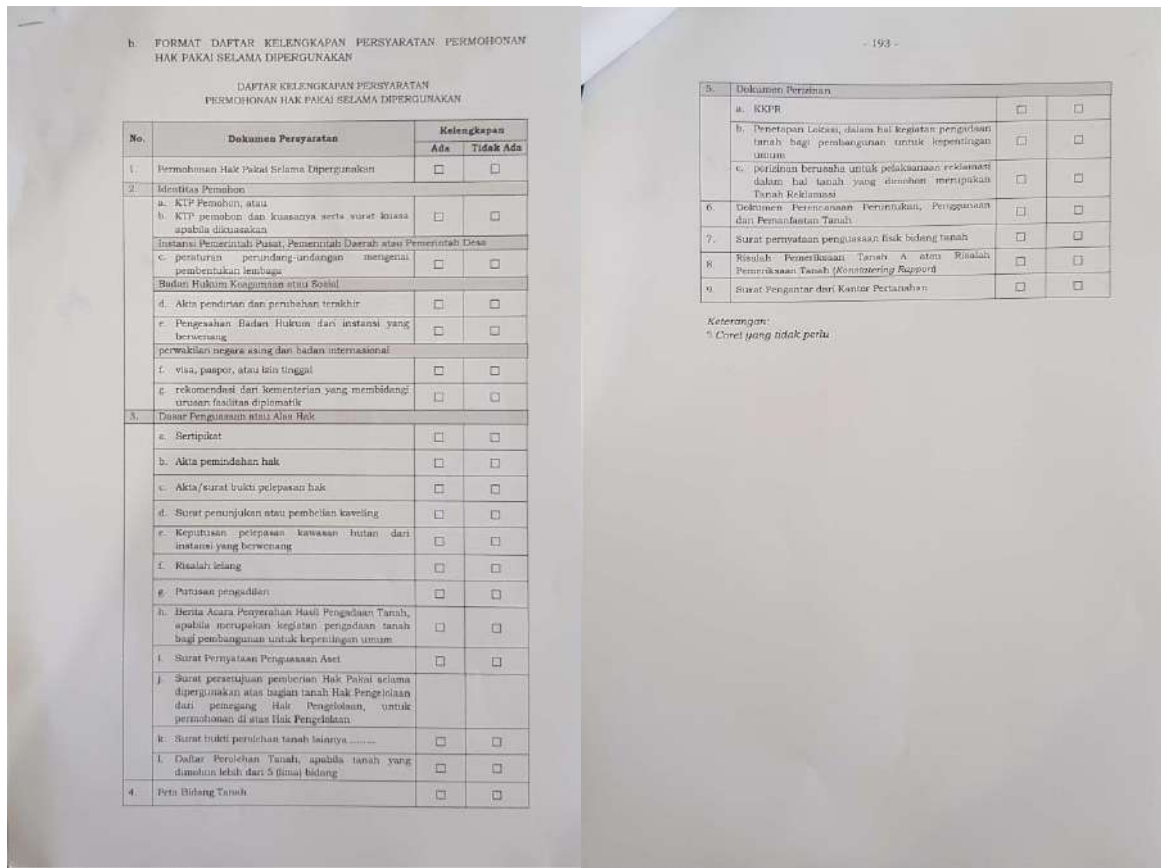 b. FORMAT DAFTAR KELENGKAPAN PERSYARATAN PERMOHONAN
HAK PAKAI SELAMA DIPERGUNAKAN
DAFTAR KELENGKAPAN PERSYARATAN
PERMOHONAN HAK PAKAI SELAMA DIPERGUNAKAN
No. Dokumen Persyaratan Kelengkapan
Ada Tidak Ada
1. Permohonan Hak Pakai Selama Dipergunakan
2. Identitas Pemohon
a. KTP Pemohon, atau
b. KTP pemohon dan kuasanya serta surat kuasa
apabila dikuasakan
Instansi Pemerintah Pusat, Pemerintah Daerah atau Pemerintah Desa
c. peraturan perundang-undangan mengenai
pembentukan lembaga
Badan Hukum Keagamaan atau Sosial
d. Akta pendirian dan perubahan terakhir
e. Pengesahan Badan Hukum dari instansi yang
berwenang
perwakilan negara asing dan badan internasional
f. visa, paspor, atau izin tinggal
g. rekomendasi dari kementerian yang membidangi
urusan fasilitas diplomatik
3. Dasar Penguasaan atau Alas Hak
a. Sertipikat
b. Akta pemindahan hak
c. Akta/surat bukti pelepasan hak
d. Surat penunjukan atau pembelian kaveling
e. Keputusan pelepasan kawasan hutan dari
instansi yang berwenang
f. Risalah lelang
g. Putusan pengadilan
h. Berita Acara Penyerahan Hasil Pengadaan Tanah,
apabila merupakan kegiatan pengadaan tanah
bagi pembangunan untuk kepentingan umum
i. Surat Pernyataan Penguasaan Aset
j. Surat persetujuan pemberian Hak Pakai selama
dipergunakan atas bagian tanah Hak Pengelolaan
dari pemegang Hak Pengelolaan, untuk
permohonan di atas Hak Pengelolaan
k. Surat bukti perolehan tanah lainnya .........
l. Daftar Perolehan Tanah, apabila tanah yang
dimohon lebih dari 5 (lima) bidang
4. Peta Bidang Tanah
- 193 -
5. Dokumen Perizinan
a. KKPR
b. Penetapan Lokasi, dalam hal kegiatan pengadaan
tanah bagi pembangunan untuk kepentingan
umum
c. perizinan berusaha untuk pelaksanaan reklamasi
dalam hal tanah yang dimohon merupakan
Tanah Reklamasi
6. Dokumen Perencanaan Peruntukan, Penggunaan
dan Pemanfaatan Tanah
7. Surat pernyataan penguasaan fisik bidang tanah
8. Risalah Pemeriksaan Tanah A atau Risalah
Pemeriksaan Tanah (Konstatering Rapport)
9. Surat Pengantar dari Kantor Pertanahan
Keterangan:
*) Coret yang tidak perlu